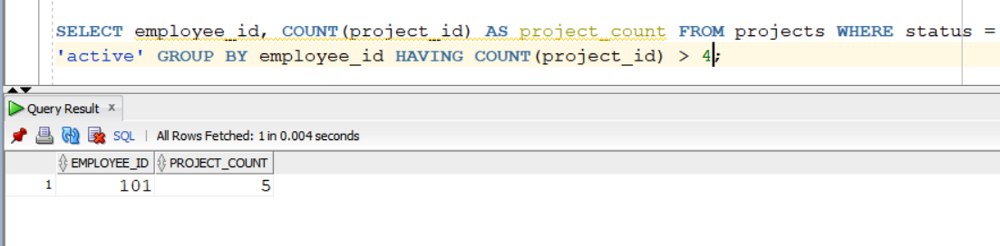 SELECT employee_id, COUNT(project_id) AS project_count FROM projects WHERE status =
'active' GROUP BY employee_id HAVING COUNT(project_id) > 4;
Query Result x
SQL | All Rows Fetched: 1 in 0.004 seconds
EMPLOYEE_ID PROJECT_COUNT
1 101 5